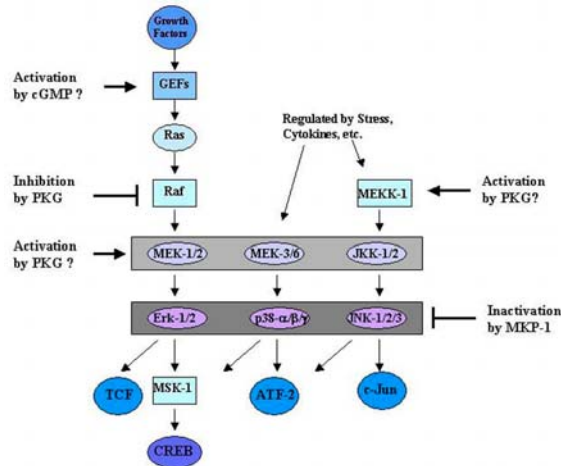 Growth
Factors
Activation
by cGMP ?
GEFs
Ras
Regulated by Stress,
Cytokines, etc.
Inhibition
by PKG
Raf
MEKK-1
Activation
by PKG?
Activation
by PKG ?
MEK-1/2
MEK-3/6
JKK-1/2
Erk-1/2
p38-α/β/γ
JNK-1/2/3
Inactivation
by MKP-1
TCF
MSK-1
ATF-2
c-Jun
CREB